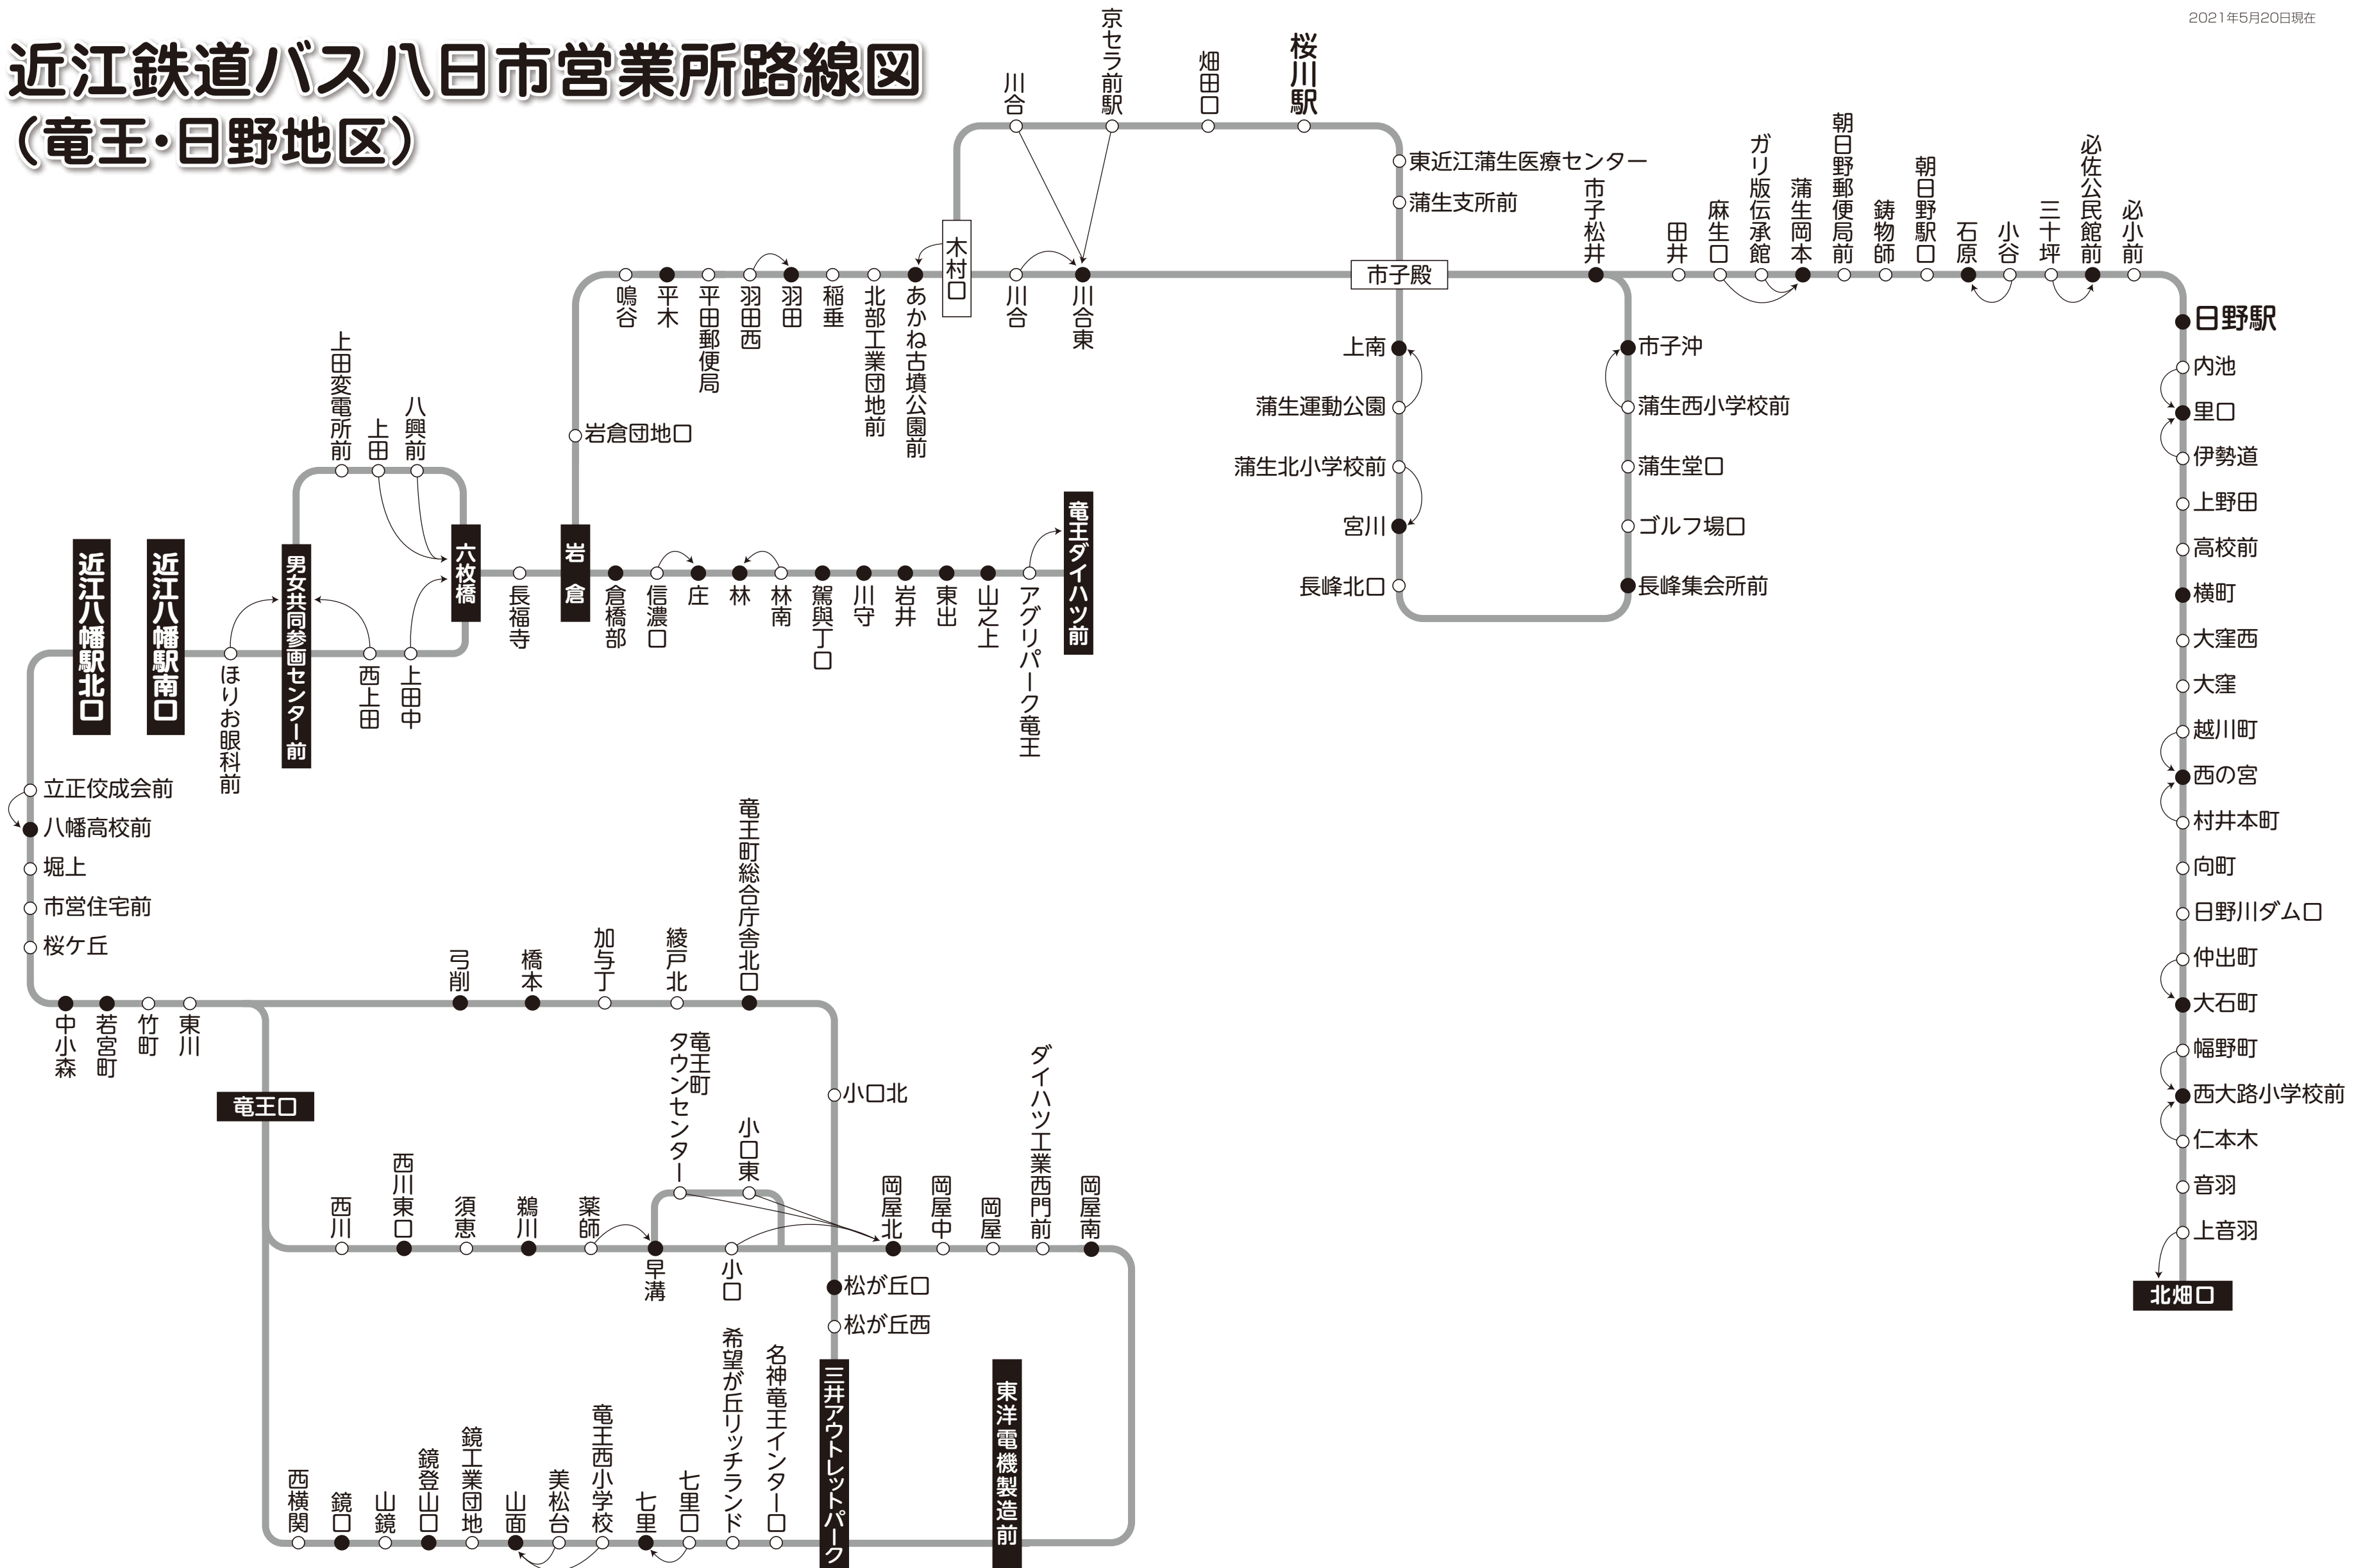 2021年5月20日現在
近江鉄道バス八日市営業所路線図
（竜王・日野地区）
川合
京セラ前駅
畑田口
桜川駅
東近江蒲生医療センター
蒲生支所前
木村口
市子殿
鳴谷
平木
平田郵便局
羽田西
羽田
稲垂
北部工業団地前
あかね古墳公園前
川合
川合東
市子松井
田井
麻生口
ガリ版伝承館
蒲生岡本
朝日野郵便局前
鋳物師
朝日野駅口
石原
小谷
三十坪
必佐公民館前
必小前
日野駅
内池
里口
伊勢道
上野田
高校前
横町
大窪西
大窪
越川町
西の宮
村井本町
向町
日野川ダム口
仲出町
大石町
幅野町
西大路小学校前
仁本木
音羽
上音羽
北畑口
上南
蒲生運動公園
蒲生北小学校前
宮川
長峰北口
市子沖
蒲生西小学校前
蒲生堂口
ゴルフ場口
長峰集会所前
岩倉団地口
上田変電所前
上田
八興前
近江八幡駅北口
近江八幡駅南口
ほりお眼科前
男女共同参画センター前
西上田
上田中
六枚橋
長福寺
岩倉
倉橋部
信濃口
庄
林
林南
駕與丁口
川守
岩井
東出
山之上
アグリパーク竜王
竜王ダイハツ前
立正佼成会前
八幡高校前
堀上
市営住宅前
桜ケ丘
中小森
若宮町
竹町
東川
弓削
橋本
加与丁
綾戸北
竜王町総合庁舎北口
小口北
竜王口
西川
西川東口
須恵
鵜川
薬師
早溝
竜王町
タウンセンター
小口東
小口
岡屋北
岡屋中
岡屋
ダイハツ工業西門前
岡屋南
松が丘口
松が丘西
西横関
鏡口
山鏡
鏡登山口
鏡工業団地
山面
美松台
竜王西小学校
七里
七里口
希望が丘リッチランド
名神竜王インター口
三井アウトレットパーク
東洋電機製造前